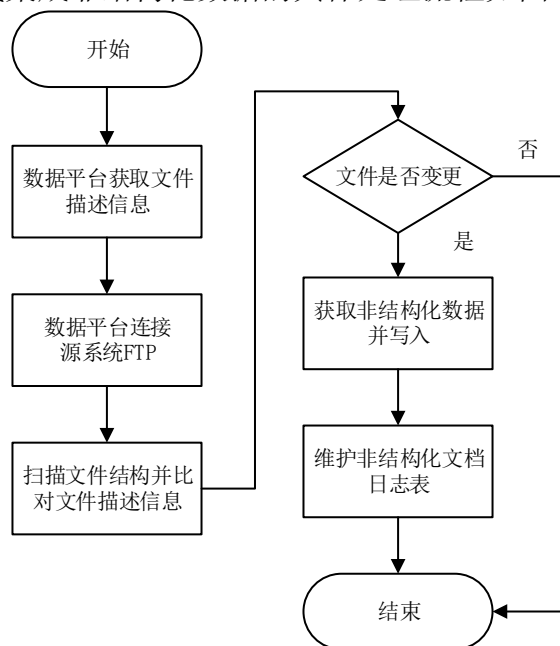 开始
数据平台获取文件
描述信息
数据平台连接
源系统FTP
扫描文件结构并比
对文件描述信息
文件是否变更
否
是
获取非结构化数据
并写入
维护非结构化文档
日志表
结束